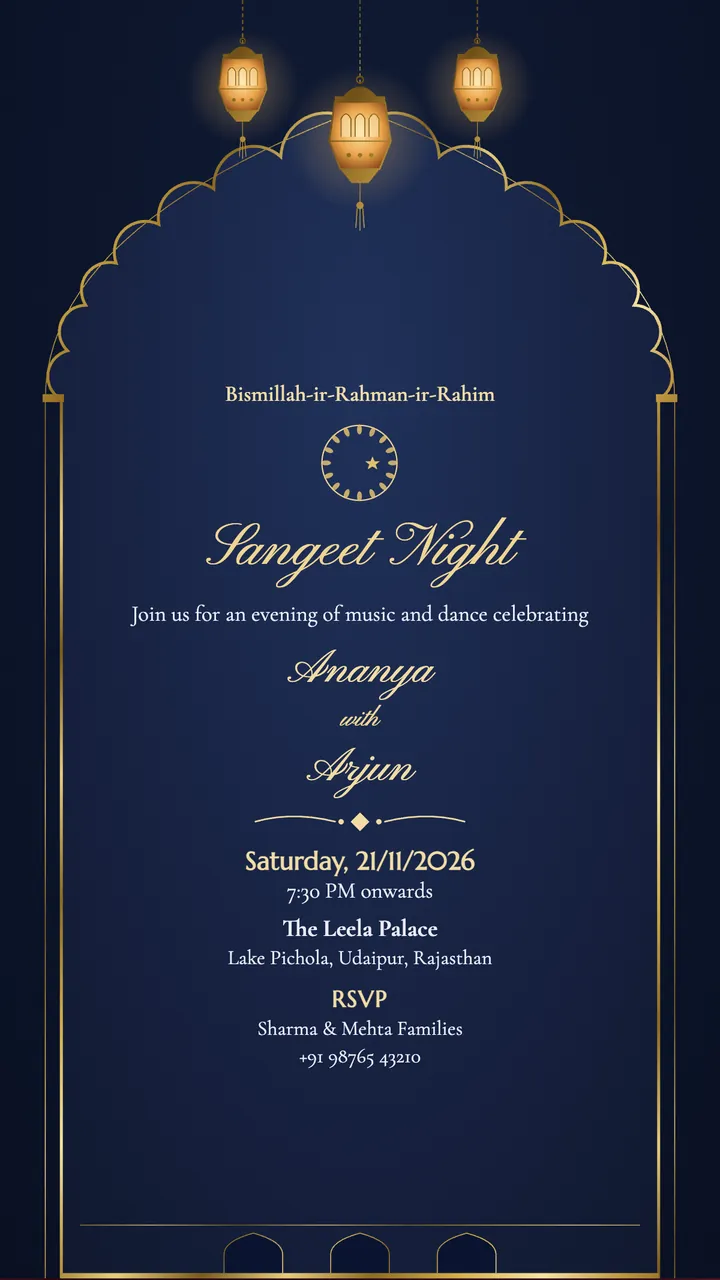 Bismillah-ir-Rahman-ir-Rahim
Sangeet Night
Join us for an evening of music and dance celebrating
Ananya
with
Arjun
Saturday, 21/11/2026
7:30 PM onwards
The Leela Palace
Lake Pichola, Udaipur, Rajasthan
RSVP
Sharma & Mehta Families
+91 98765 43210